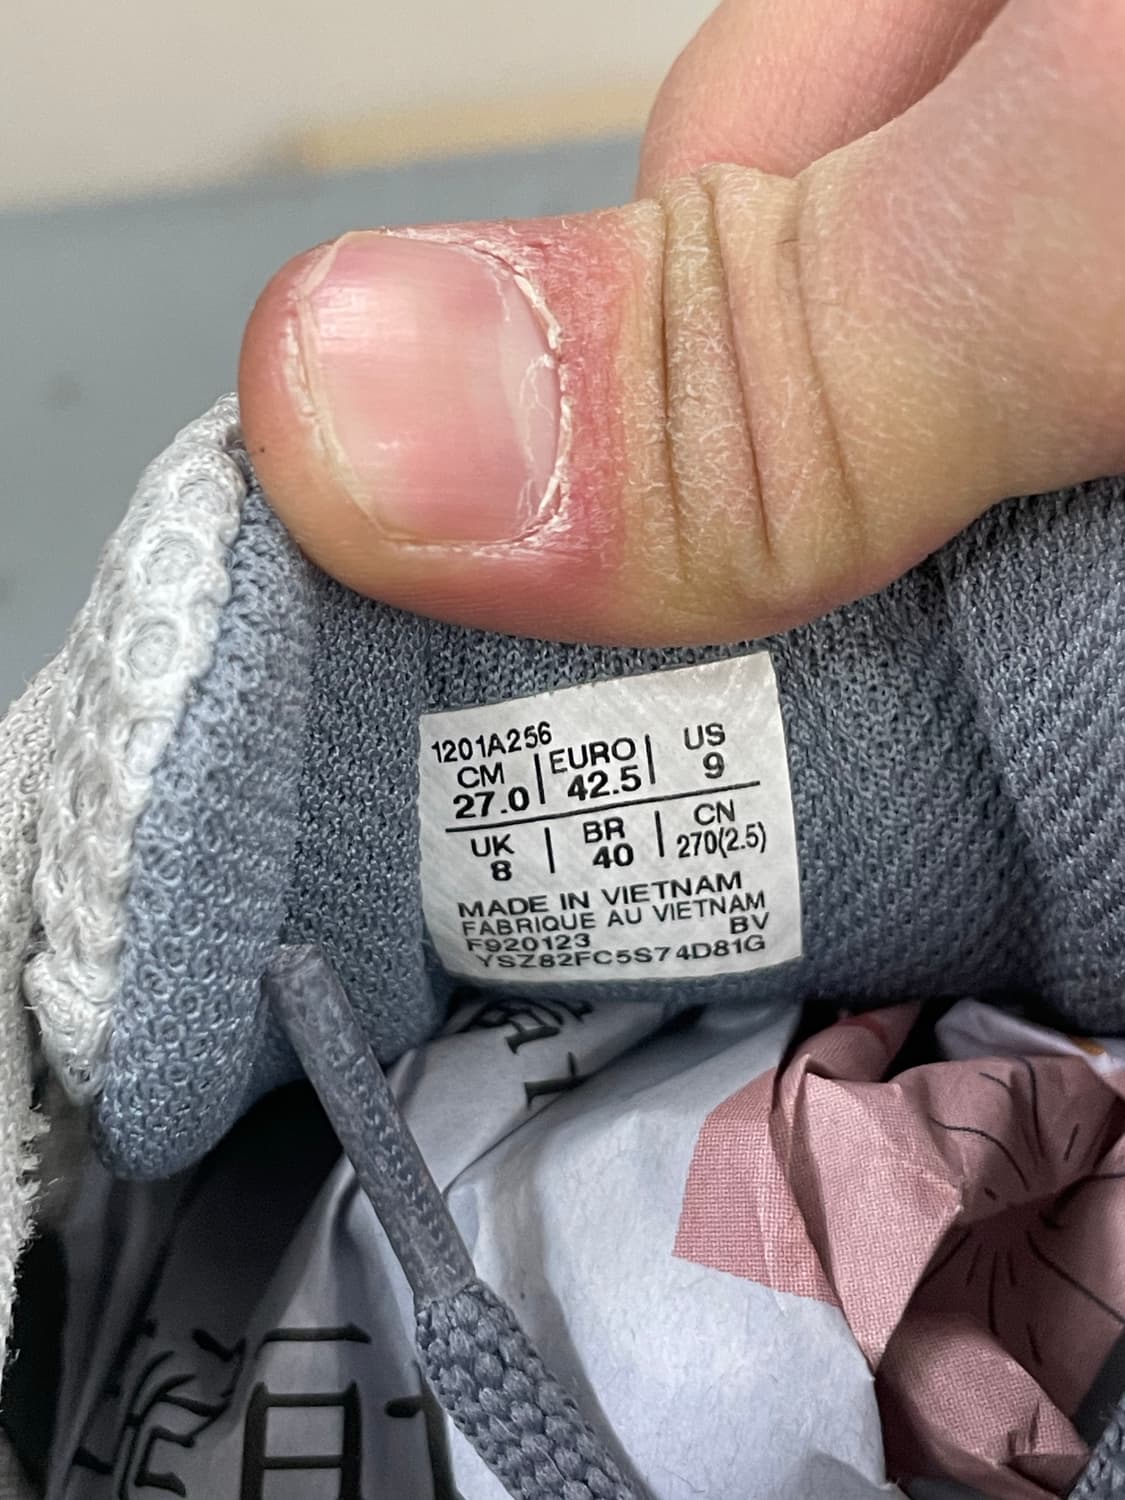 1201A256
CM EURO US
27.0 42.5 9
UK BR CN
8 40 270(2.5)
MADE IN VIETNAM
FABRIQUE AU VIETNAM
F920123 BV
YSZ82FC5S74D81G